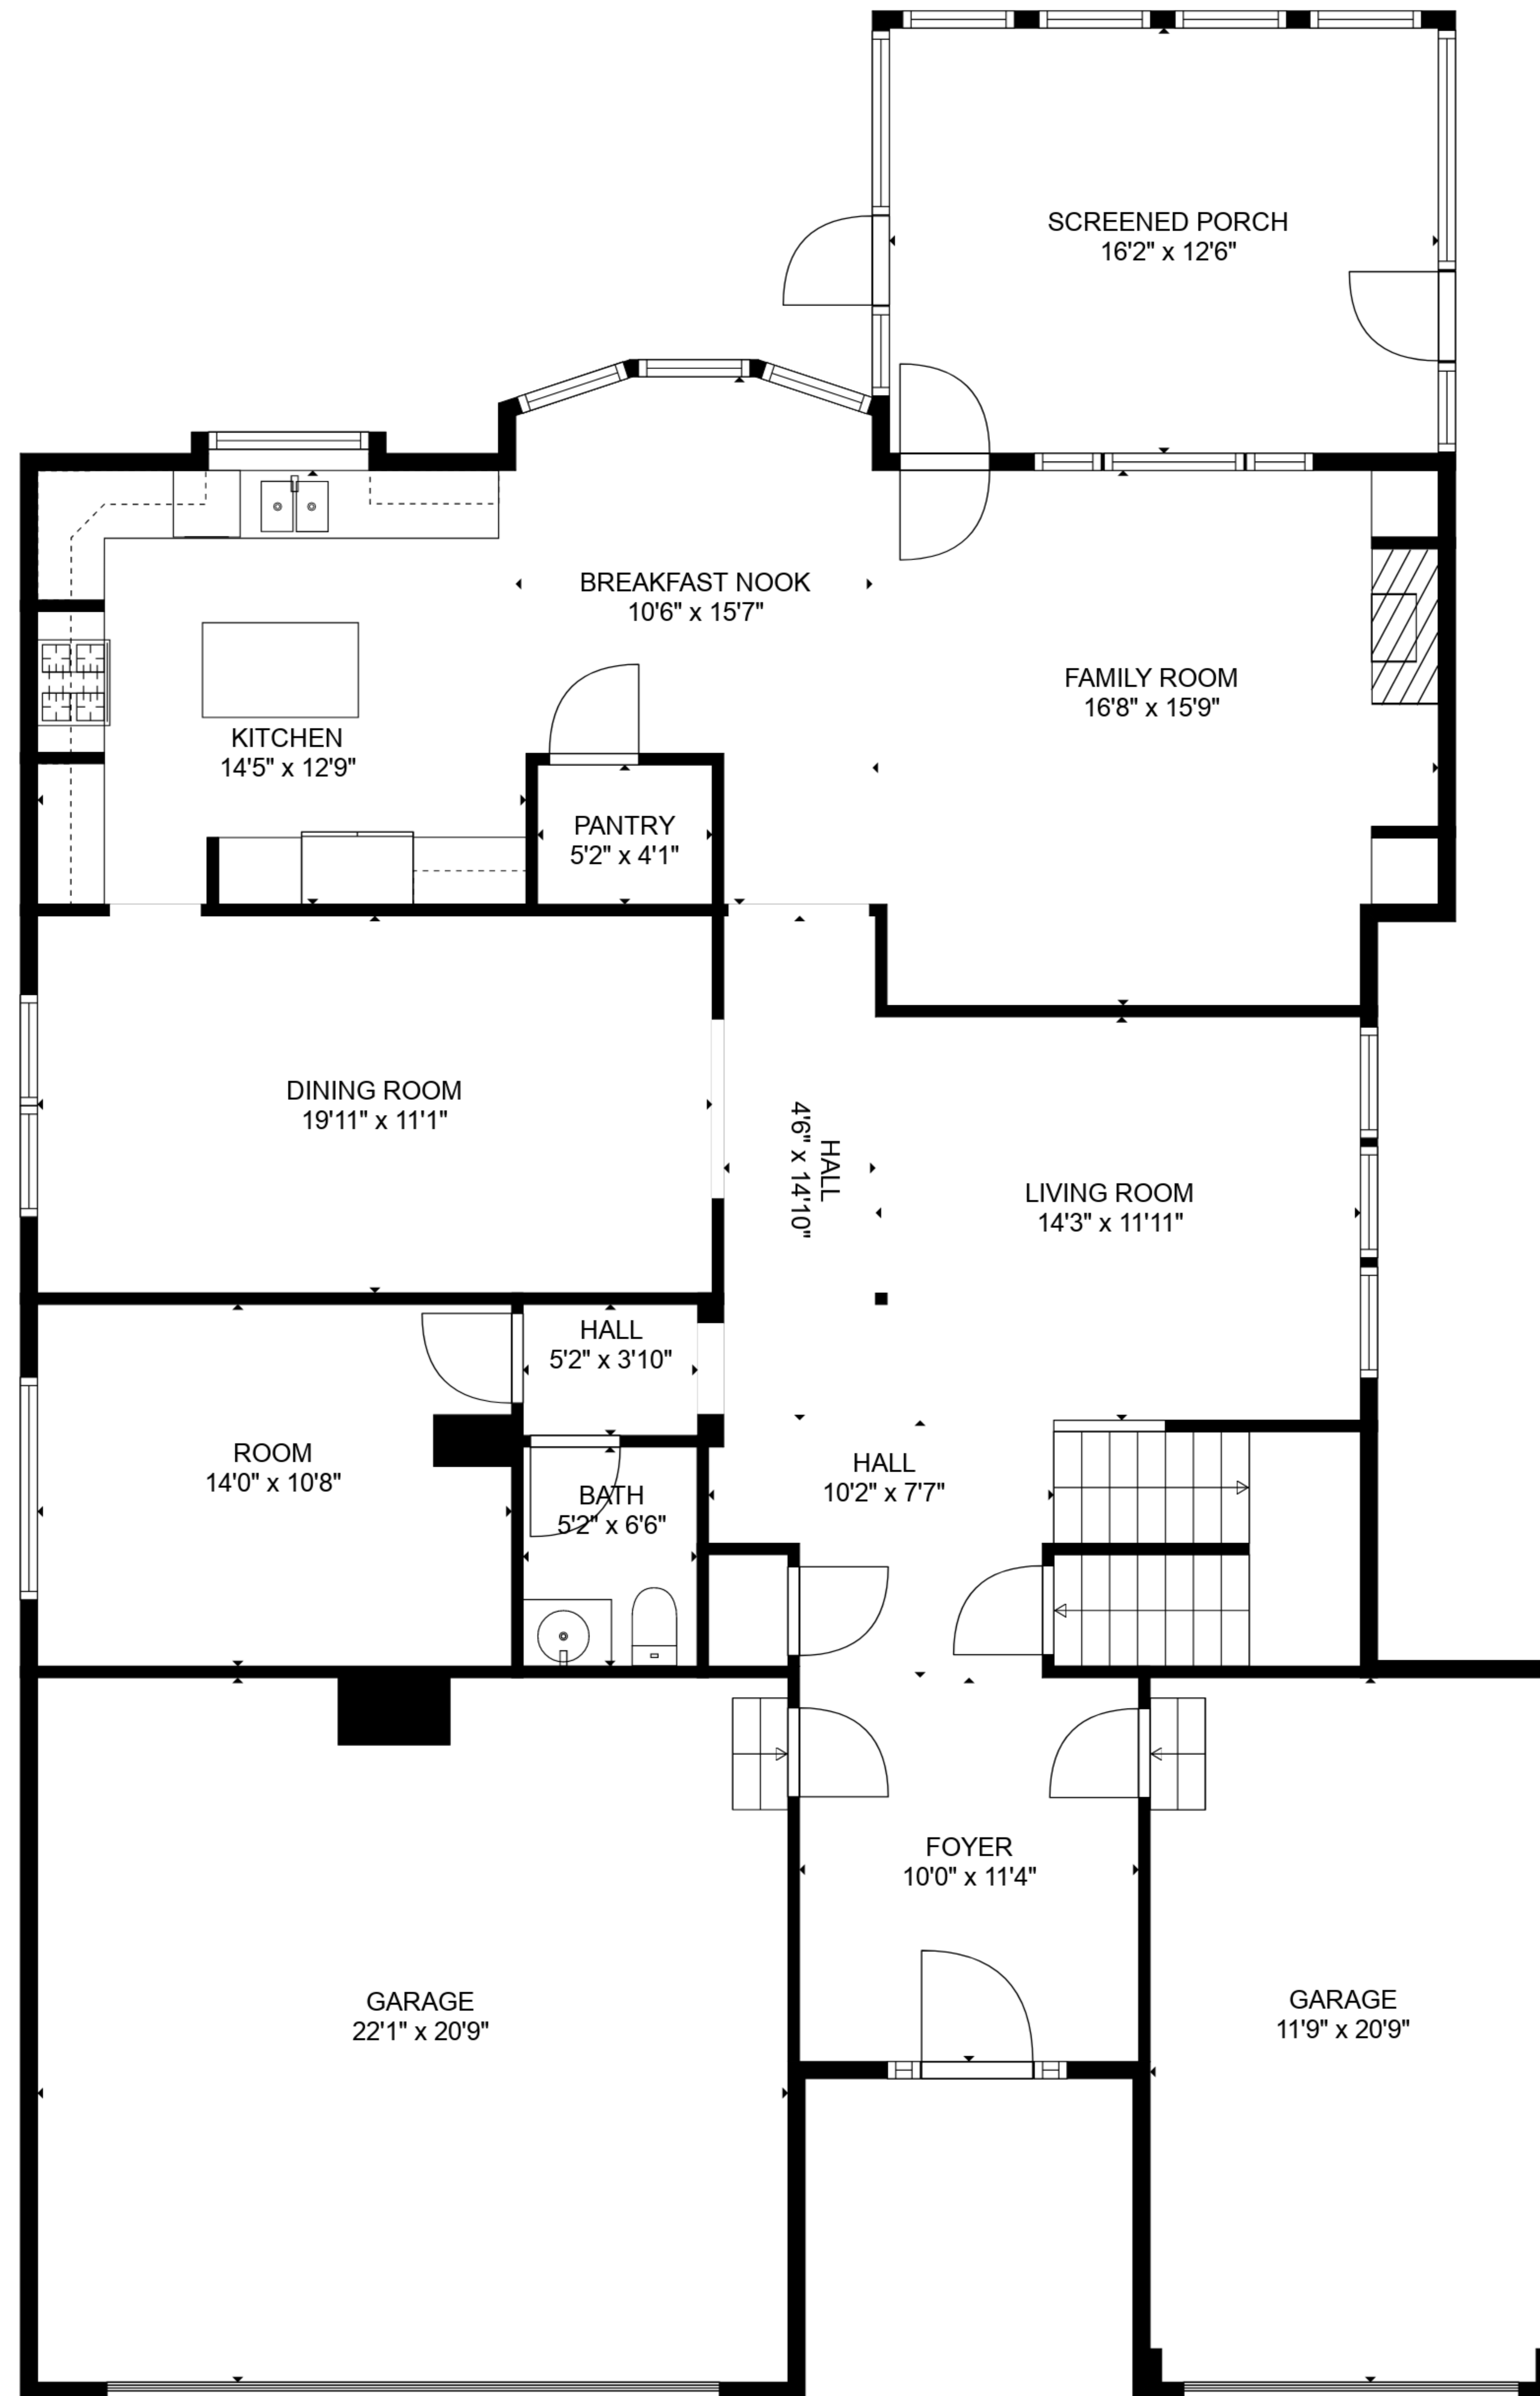 SCREENED PORCH
16'2" x 12'6"
BREAKFAST NOOK
10'6" x 15'7"
FAMILY ROOM
16'8" x 15'9"
KITCHEN
14'5" x 12'9"
PANTRY
5'2" x 4'1"
DINING ROOM
19'11" x 11'1"
HALL
4'6" x 14'10"
LIVING ROOM
14'3" x 11'11"
HALL
5'2" x 3'10"
ROOM
14'0" x 10'8"
HALL
10'2" x 7'7"
BATH
5'2" x 6'6"
FOYER
10'0" x 11'4"
GARAGE
22'1" x 20'9"
GARAGE
11'9" x 20'9"